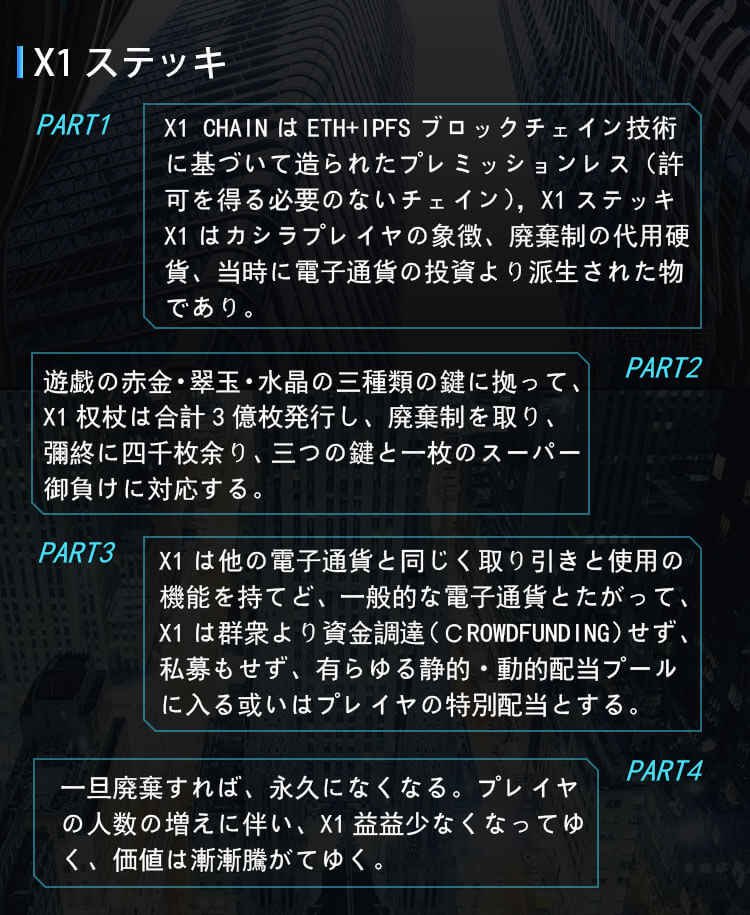 X1 ステッキ
PART1
X1 CHAIN は ETH+IPFS ブロックチェイン技術
に基づいて造られたプレミッションレス（許
可を得る必要のないチェイン）, X1 ステッキ
X1 はカシラプレイヤの象徴、廃棄制の代用硬
貨、当時に電子通貨の投資より派生された物
であり。
PART2
遊戯の赤金・翠玉・水晶の三種類の鍵に拠って、
X1 权杖は合計 3 億枚発行し、廃棄制を取り、
彌終に四千枚余り、三つの鍵と一枚のスーパー
御負けに対応する。
PART3
X1 は他の電子通貨と同じく取り引きと使用の
機能を持てど、一般的な電子通貨とたがって、
X1 は群衆より資金調達（ＣROWDFUNDING）せず、
私募もせず、有らゆる静的・動的配当プール
に入る或いはプレイヤの特別配当とする。
PART4
一旦廃棄すれば、永久になくなる。プレイヤ
の人数の増えに伴い、X1 益益少なくなってゆ
く、価値は漸漸騰がてゆく。